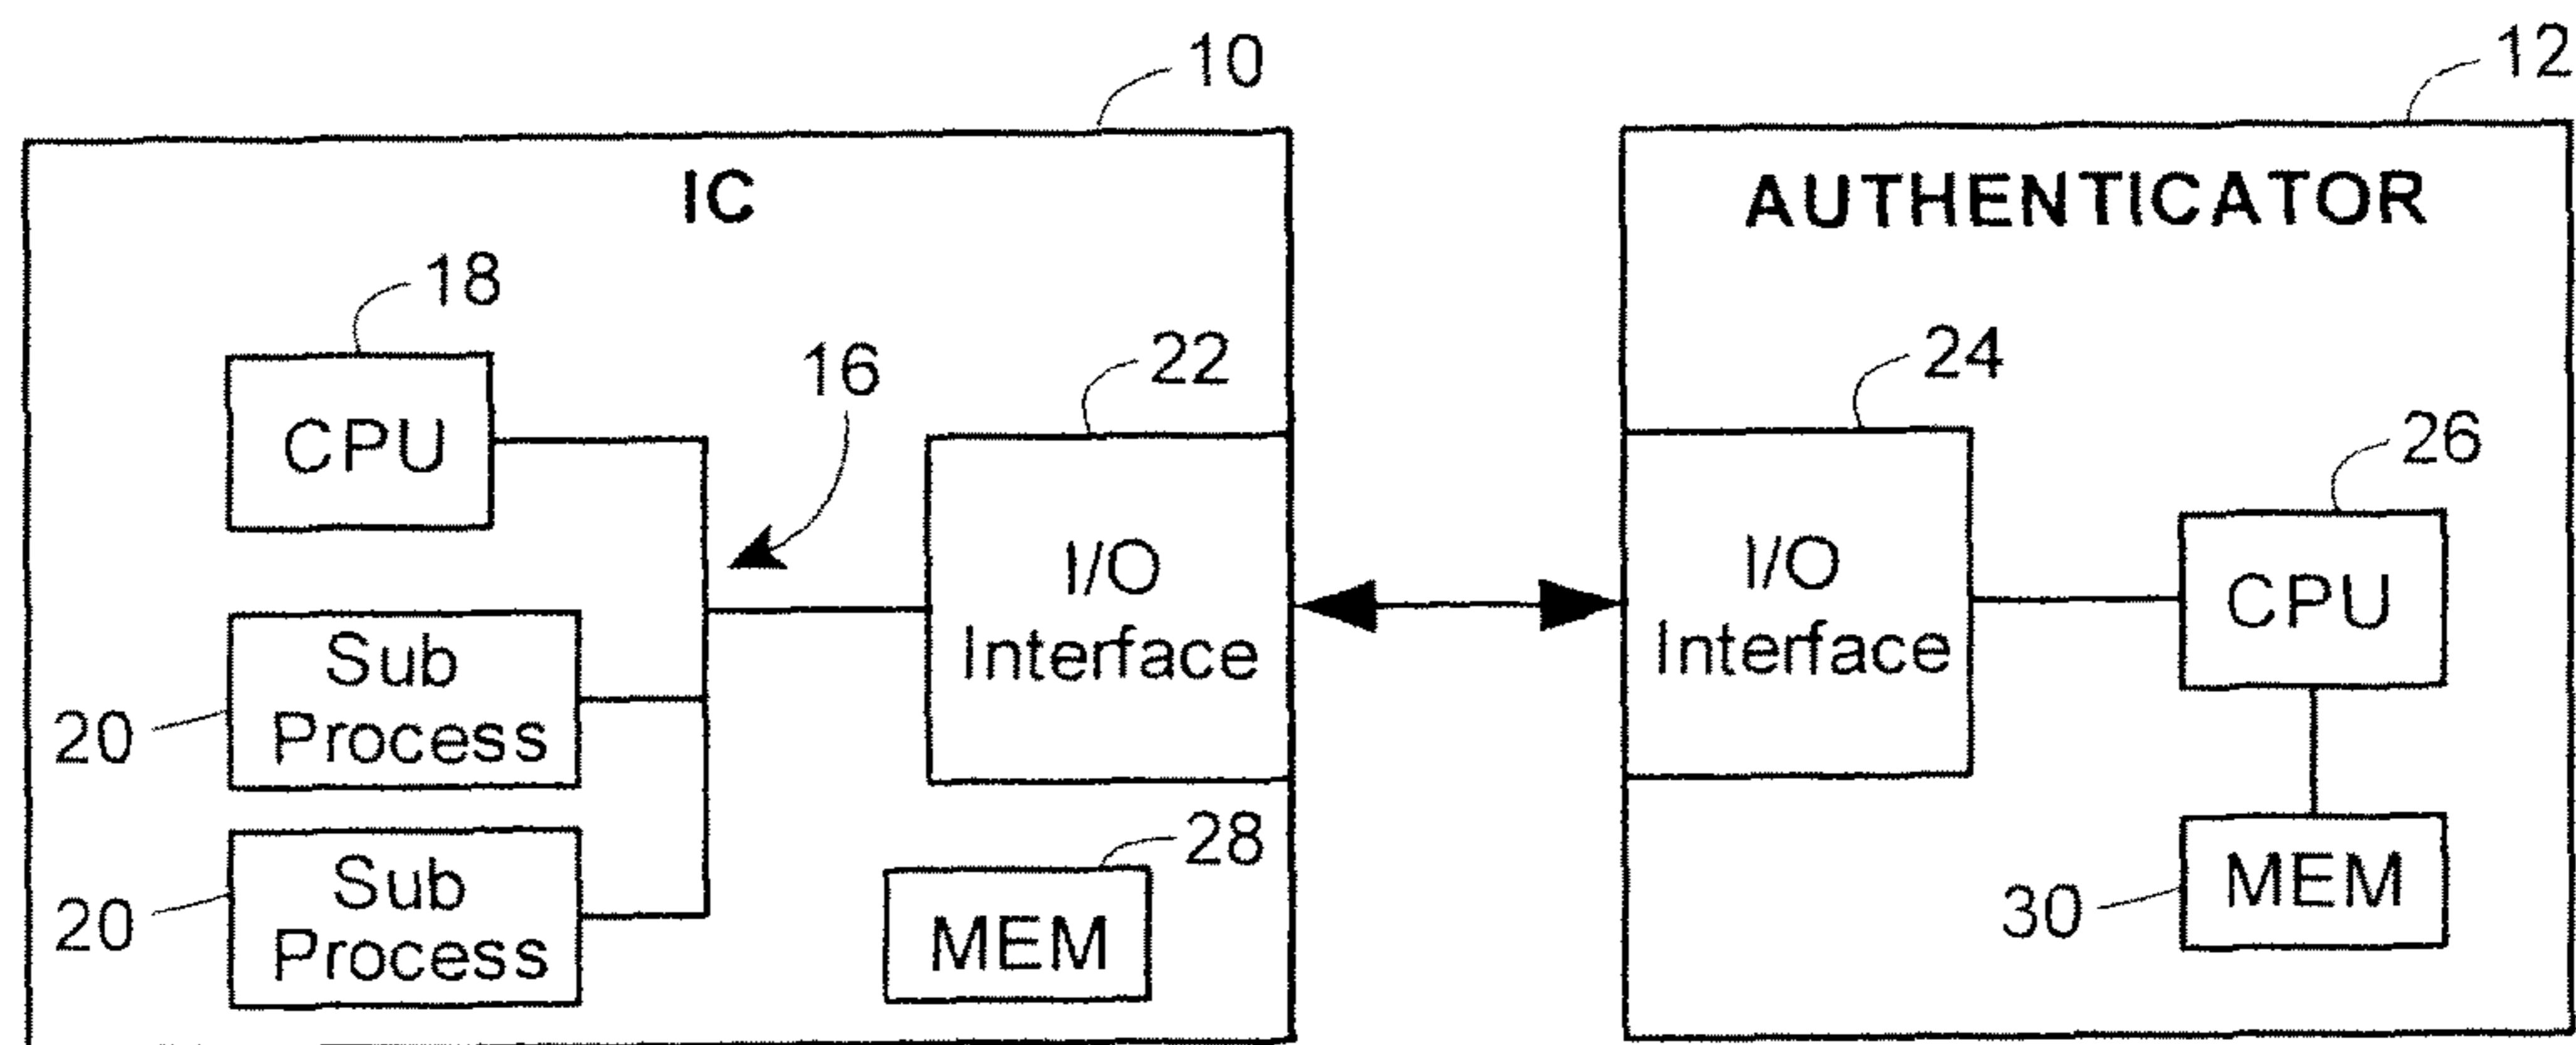 10
12
IC
AUTHENTICATOR
18
16
22
24
26
CPU
I/O
Interface
I/O
Interface
CPU
20
Sub
Process
28
MEM
30
MEM
20
Sub
Process